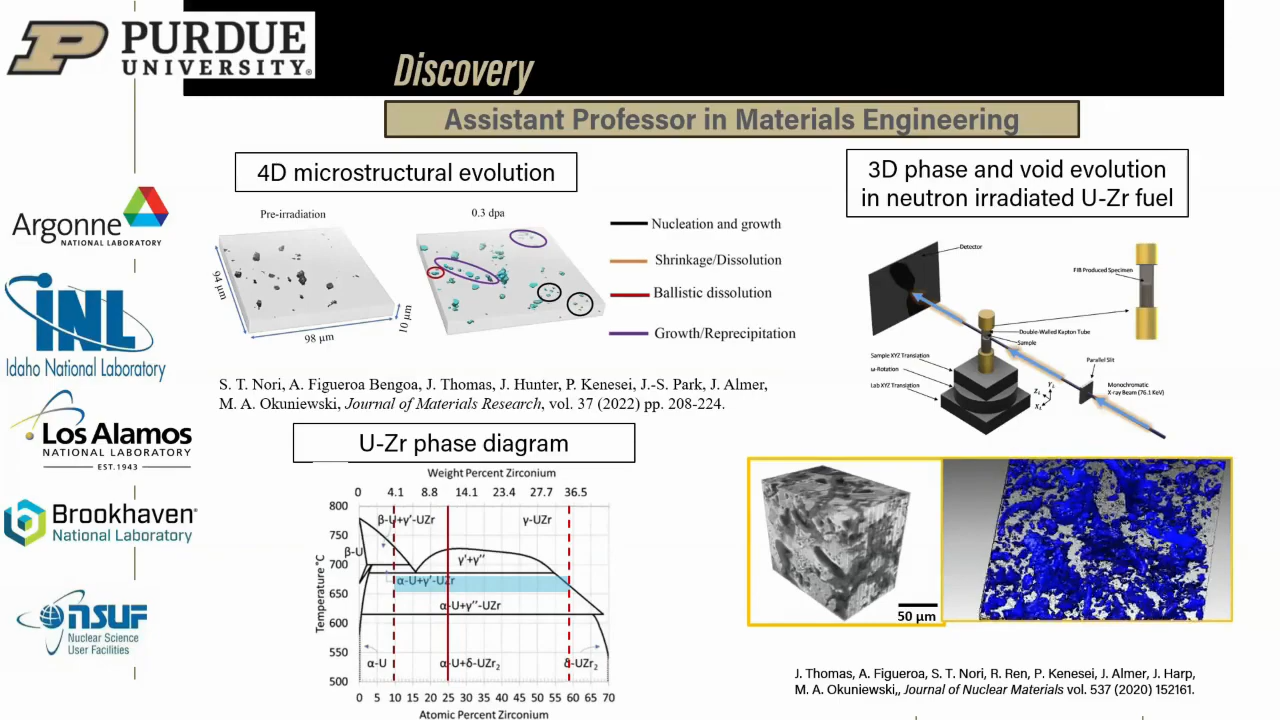 PURDUE
UNIVERSITY®
Discovery
Assistant Professor in Materials Engineering
Argonne
NATIONAL LABORATORY
INL
Idaho National Laboratory
Los Alamos
NATIONAL LABORATORY
EST.1943
Brookhaven®
National Laboratory
NSUF
Nuclear Science
User Facilities
4D microstructural evolution
Pre-irradiation
0.3 dpa
94 µm
98 µm
10 µm
Nucleation and growth
Shrinkage/Dissolution
Ballistic dissolution
Growth/Reprecipitation
S. T. Nori, A. Figueroa Bengoa, J. Thomas, J. Hunter, P. Kenesei, J.-S. Park, J. Almer,
M. A. Okuniewski, Journal of Materials Research, vol. 37 (2022) pp. 208-224.
U-Zr phase diagram
Weight Percent Zirconium
0 4.1 8.8 14.1 23.4 27.7 36.5
800
750
700
650
600
550
500
Temperature °C
β-U+γ'-UZr
γ-UZr
β-U
γ'+γ''
α-U+γ'-UZr
α-U+γ''-UZr
α-U
α-U+δ-UZr2
δ-UZr2
0 5 10 15 20 25 30 35 40 45 50 55 60 65 70
Atomic Percent Zirconium
3D phase and void evolution
in neutron irradiated U-Zr fuel
Detector
FIB Produced Specimen
Double-Walled Kapton Tube
Sample
Sample XYZ Translation
ω-Rotation
Lab XYZ Translation
Parallel Slit
Monochromatic
X-ray Beam (76.1 KeV)
50 µm
J. Thomas, A. Figueroa, S. T. Nori, R. Ren, P. Kenesei, J. Almer, J. Harp,
M. A. Okuniewski,, Journal of Nuclear Materials vol. 537 (2020) 152161.